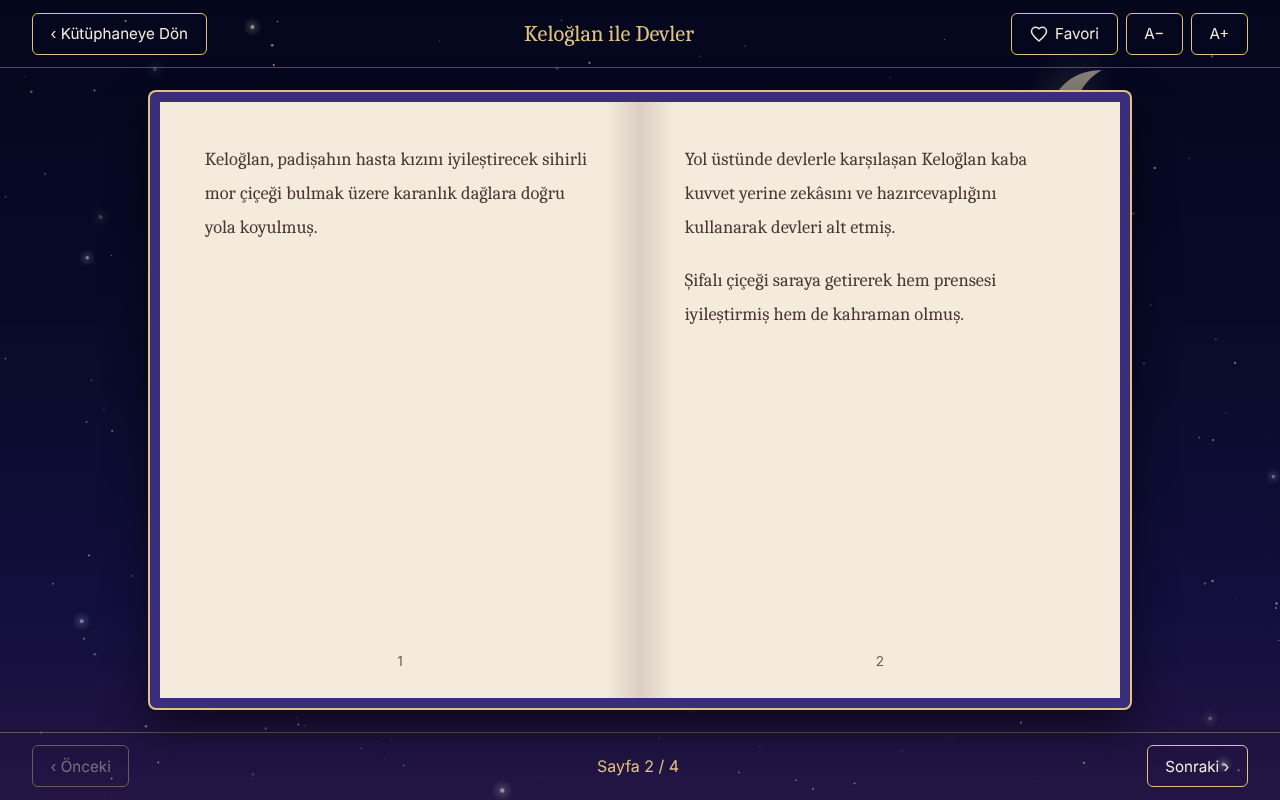 ‹ Kütüphaneye Dön
Keloğlan ile Devler
Favori
A−
A+
Keloğlan, padişahın hasta kızını iyileştirecek sihirli
mor çiçeği bulmak üzere karanlık dağlara doğru
yola koyulmuş.
1
Yol üstünde devlerle karşılaşan Keloğlan kaba
kuvvet yerine zekâsını ve hazırcevaplığını
kullanarak devleri alt etmiş.
Şifalı çiçeği saraya getirerek hem prensesi
iyileştirmiş hem de kahraman olmuş.
2
‹ Önceki
Sayfa 2 / 4
Sonraki ›